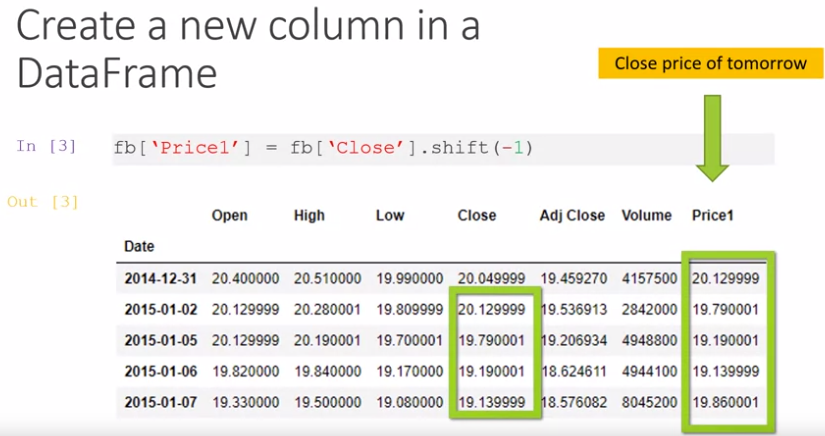 Create a new column in a
DataFrame
Close price of tomorrow
In [3] fb[‘Price1’] = fb[‘Close’].shift(-1)
Out [3]
Open High Low Close Adj Close Volume Price1
Date
2014-12-31 20.400000 20.510000 19.990000 20.049999 19.459270 4157500 20.129999
2015-01-02 20.129999 20.280001 19.809999 20.129999 19.536913 2842000 19.790001
2015-01-05 20.129999 20.190001 19.700001 19.790001 19.206934 4948800 19.190001
2015-01-06 19.820000 19.840000 19.170000 19.190001 18.624611 4944100 19.139999
2015-01-07 19.330000 19.500000 19.080000 19.139999 18.576082 8045200 19.860001